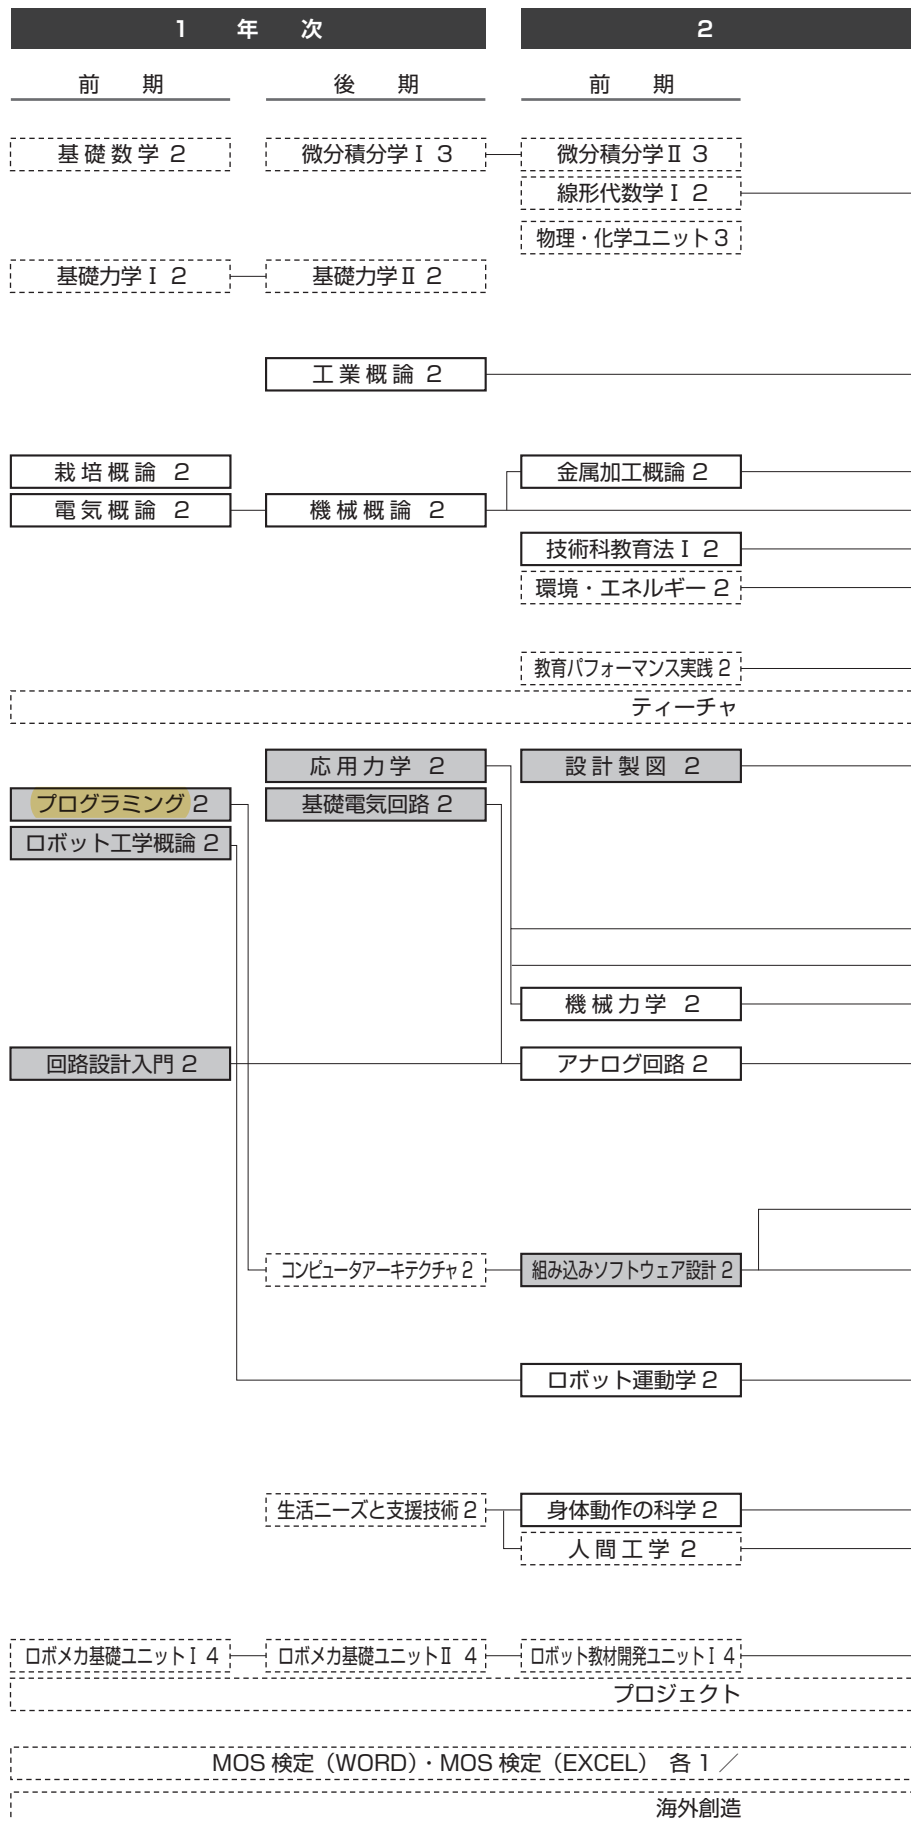 1 年 次 2
前 期 後 期 前 期
基礎数学 2 微分積分学Ⅰ 3 微分積分学Ⅱ 3
線形代数学Ⅰ 2
物理・化学ユニット 3
基礎力学Ⅰ 2 基礎力学Ⅱ 2
工業概論 2
栽培概論 2 金属加工概論 2
電気概論 2 機械概論 2
技術科教育法Ⅰ 2
環境・エネルギー 2
教育パフォーマンス実践 2
ティーチャ
応用力学 2 設計製図 2
プログラミング 2 基礎電気回路 2
ロボット工学概論 2
機械力学 2
回路設計入門 2 アナログ回路 2
コンピュータアーキテクチャ 2 組み込みソフトウェア設計 2
ロボット運動学 2
生活ニーズと支援技術 2 身体動作の科学 2
人間工学 2
ロボメカ基礎ユニットⅠ 4 ロボメカ基礎ユニットⅡ 4 ロボット教材開発ユニットⅠ 4
プロジェクト
MOS 検定（WORD）・MOS 検定（EXCEL） 各 1 ／
海外創造